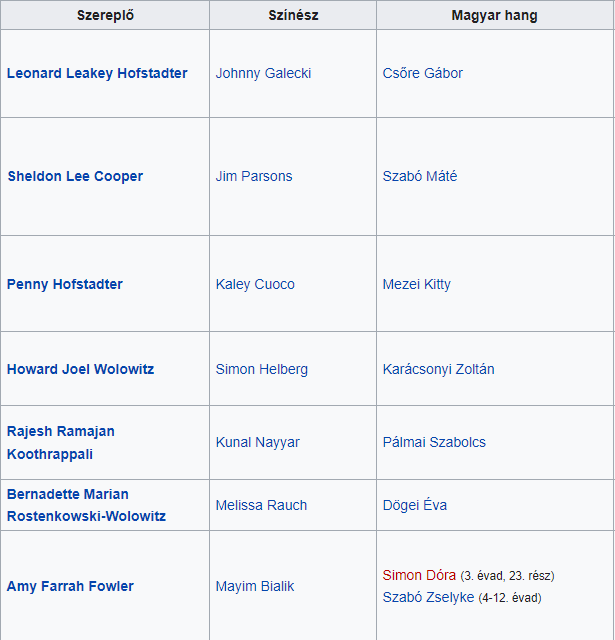 Szereplő Színész Magyar hang
Leonard Leakey Hofstadter Johnny Galecki Csőre Gábor
Sheldon Lee Cooper Jim Parsons Szabó Máté
Penny Hofstadter Kaley Cuoco Mezei Kitty
Howard Joel Wolowitz Simon Helberg Karácsonyi Zoltán
Rajesh Ramajan
Koothrappali
Kunal Nayyar Pálmai Szabolcs
Bernadette Marian
Rostenkowski-Wolowitz
Melissa Rauch Dögei Éva
Amy Farrah Fowler Mayim Bialik
Simon Dóra (3. évad, 23. rész)
Szabó Zselyke (4-12. évad)